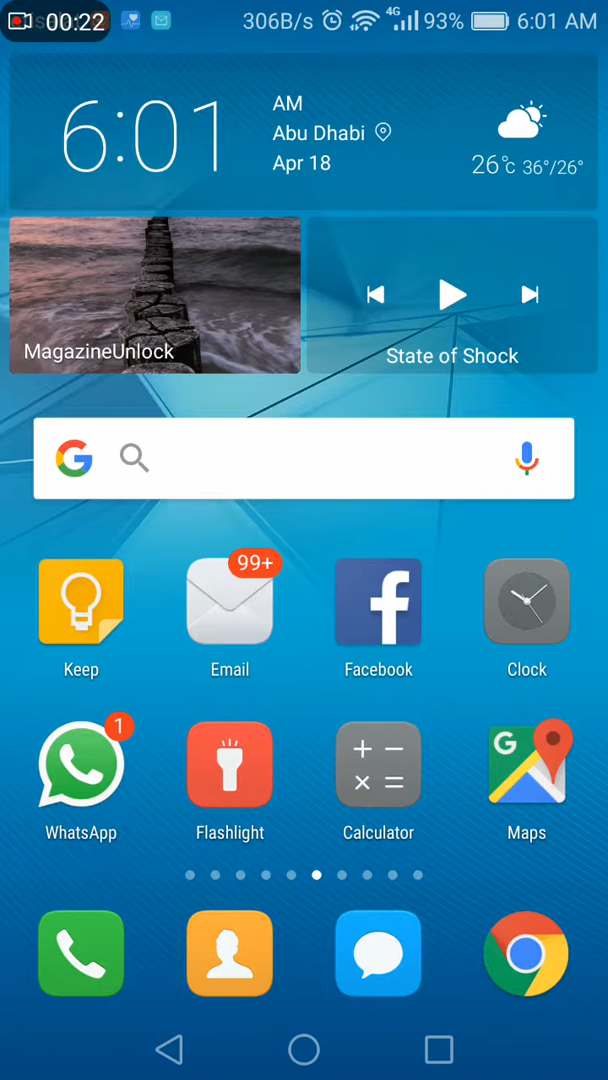 00:22 306B/s 4G 93% 6:01 AM
6:01
AM
Abu Dhabi
Apr 18
26°C 36°/26°
MagazineUnlock
State of Shock
G
99+
Keep Email Facebook Clock
1
G
WhatsApp Flashlight Calculator Maps